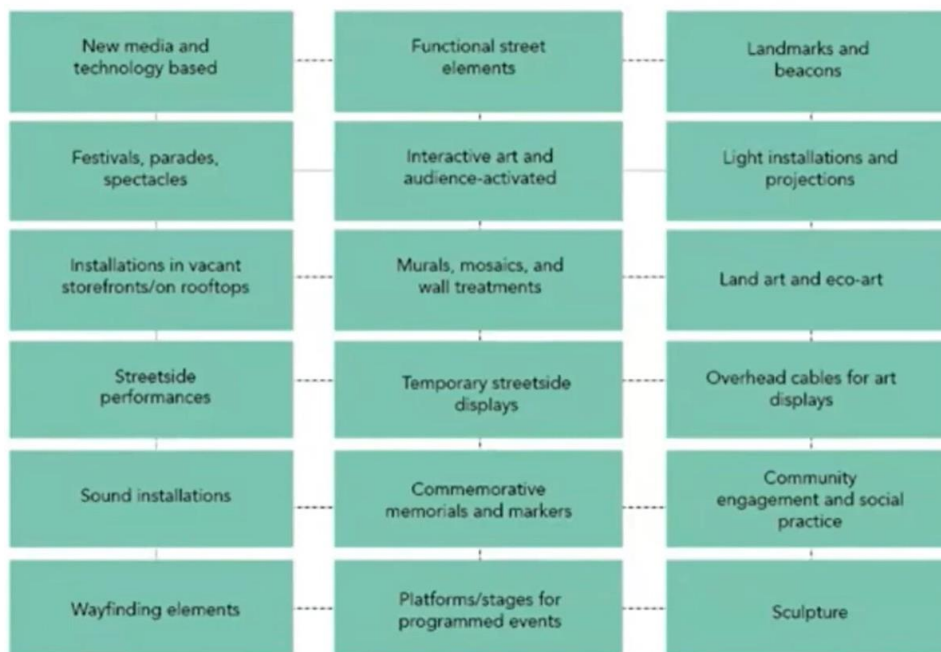 New media and
technology based
Functional street
elements
Landmarks and
beacons
Festivals, parades,
spectacles
Interactive art and
audience-activated
Light installations and
projections
Installations in vacant
storefronts/on rooftops
Murals, mosaics, and
wall treatments
Land art and eco-art
Streetside
performances
Temporary streetside
displays
Overhead cables for art
displays
Sound installations
Commemorative
memorials and markers
Community
engagement and social
practice
Wayfinding elements
Platforms/stages for
programmed events
Sculpture